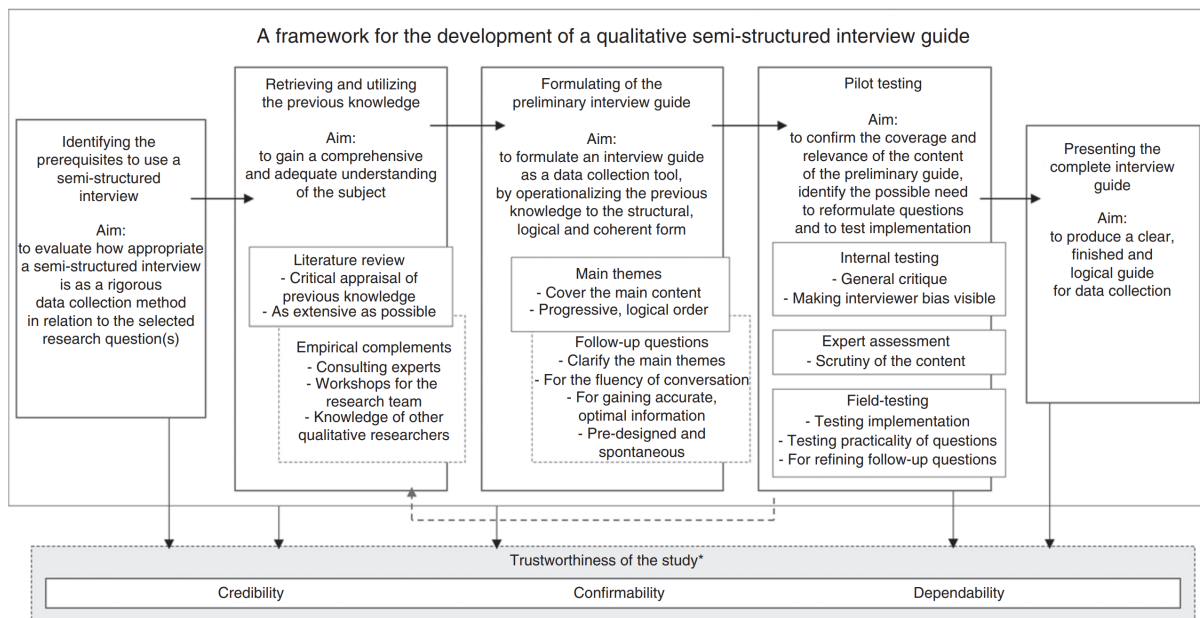 A framework for the development of a qualitative semi-structured interview guide
Identifying the
prerequisites to use a
semi-structured
interview
Aim:
to evaluate how appropriate
a semi-structured interview
is as a rigorous
data collection method
in relation to the selected
research question(s)
Retrieving and utilizing
the previous knowledge
Aim:
to gain a comprehensive
and adequate understanding
of the subject
Literature review
- Critical appraisal of
previous knowledge
- As extensive as possible
Empirical complements
- Consulting experts
- Workshops for the
research team
- Knowledge of other
qualitative researchers
Formulating of the
preliminary interview guide
Aim:
to formulate an interview guide
as a data collection tool,
by operationalizing the previous
knowledge to the structural,
logical and coherent form
Main themes
- Cover the main content
- Progressive, logical order
Follow-up questions
- Clarify the main themes
- For the fluency of conversation
- For gaining accurate,
optimal information
- Pre-designed and
spontaneous
Pilot testing
Aim:
to confirm the coverage and
relevance of the content
of the preliminary guide,
identify the possible need
to reformulate questions
and to test implementation
Internal testing
- General critique
- Making interviewer bias visible
Expert assessment
- Scrutiny of the content
Field-testing
- Testing implementation
- Testing practicality of questions
- For refining follow-up questions
Presenting the
complete interview
guide
Aim:
to produce a clear,
finished and
logical guide
for data collection
Trustworthiness of the study*
Credibility
Confirmability
Dependability